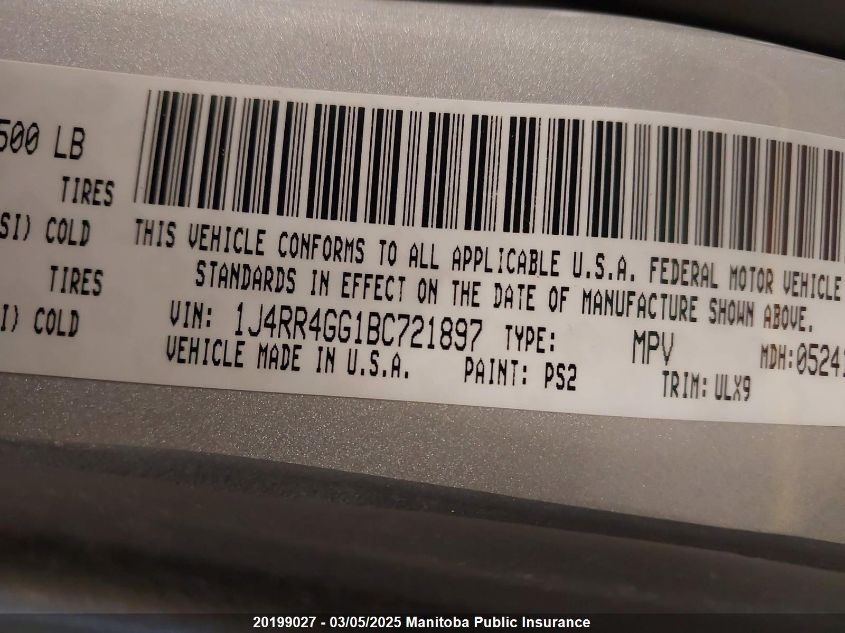 500 LB
TIRES
SI) COLD
TIRES
I) COLD
THIS VEHICLE CONFORMS TO ALL APPLICABLE U.S.A. FEDERAL MOTOR VEHICLE
STANDARDS IN EFFECT ON THE DATE OF MANUFACTURE SHOWN ABOVE.
VIN: 1J4RR4GG1BC721897 TYPE: MPV MDH:05241
VEHICLE MADE IN U.S.A. PAINT: PS2 TRIM: ULX9
20199027 - 03/05/2025 Manitoba Public Insurance